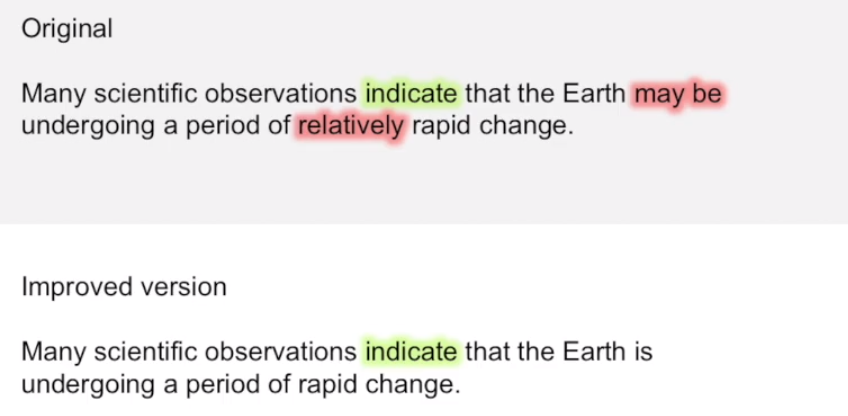 Original
Many scientific observations indicate that the Earth may be
undergoing a period of relatively rapid change.
Improved version
Many scientific observations indicate that the Earth is
undergoing a period of rapid change.